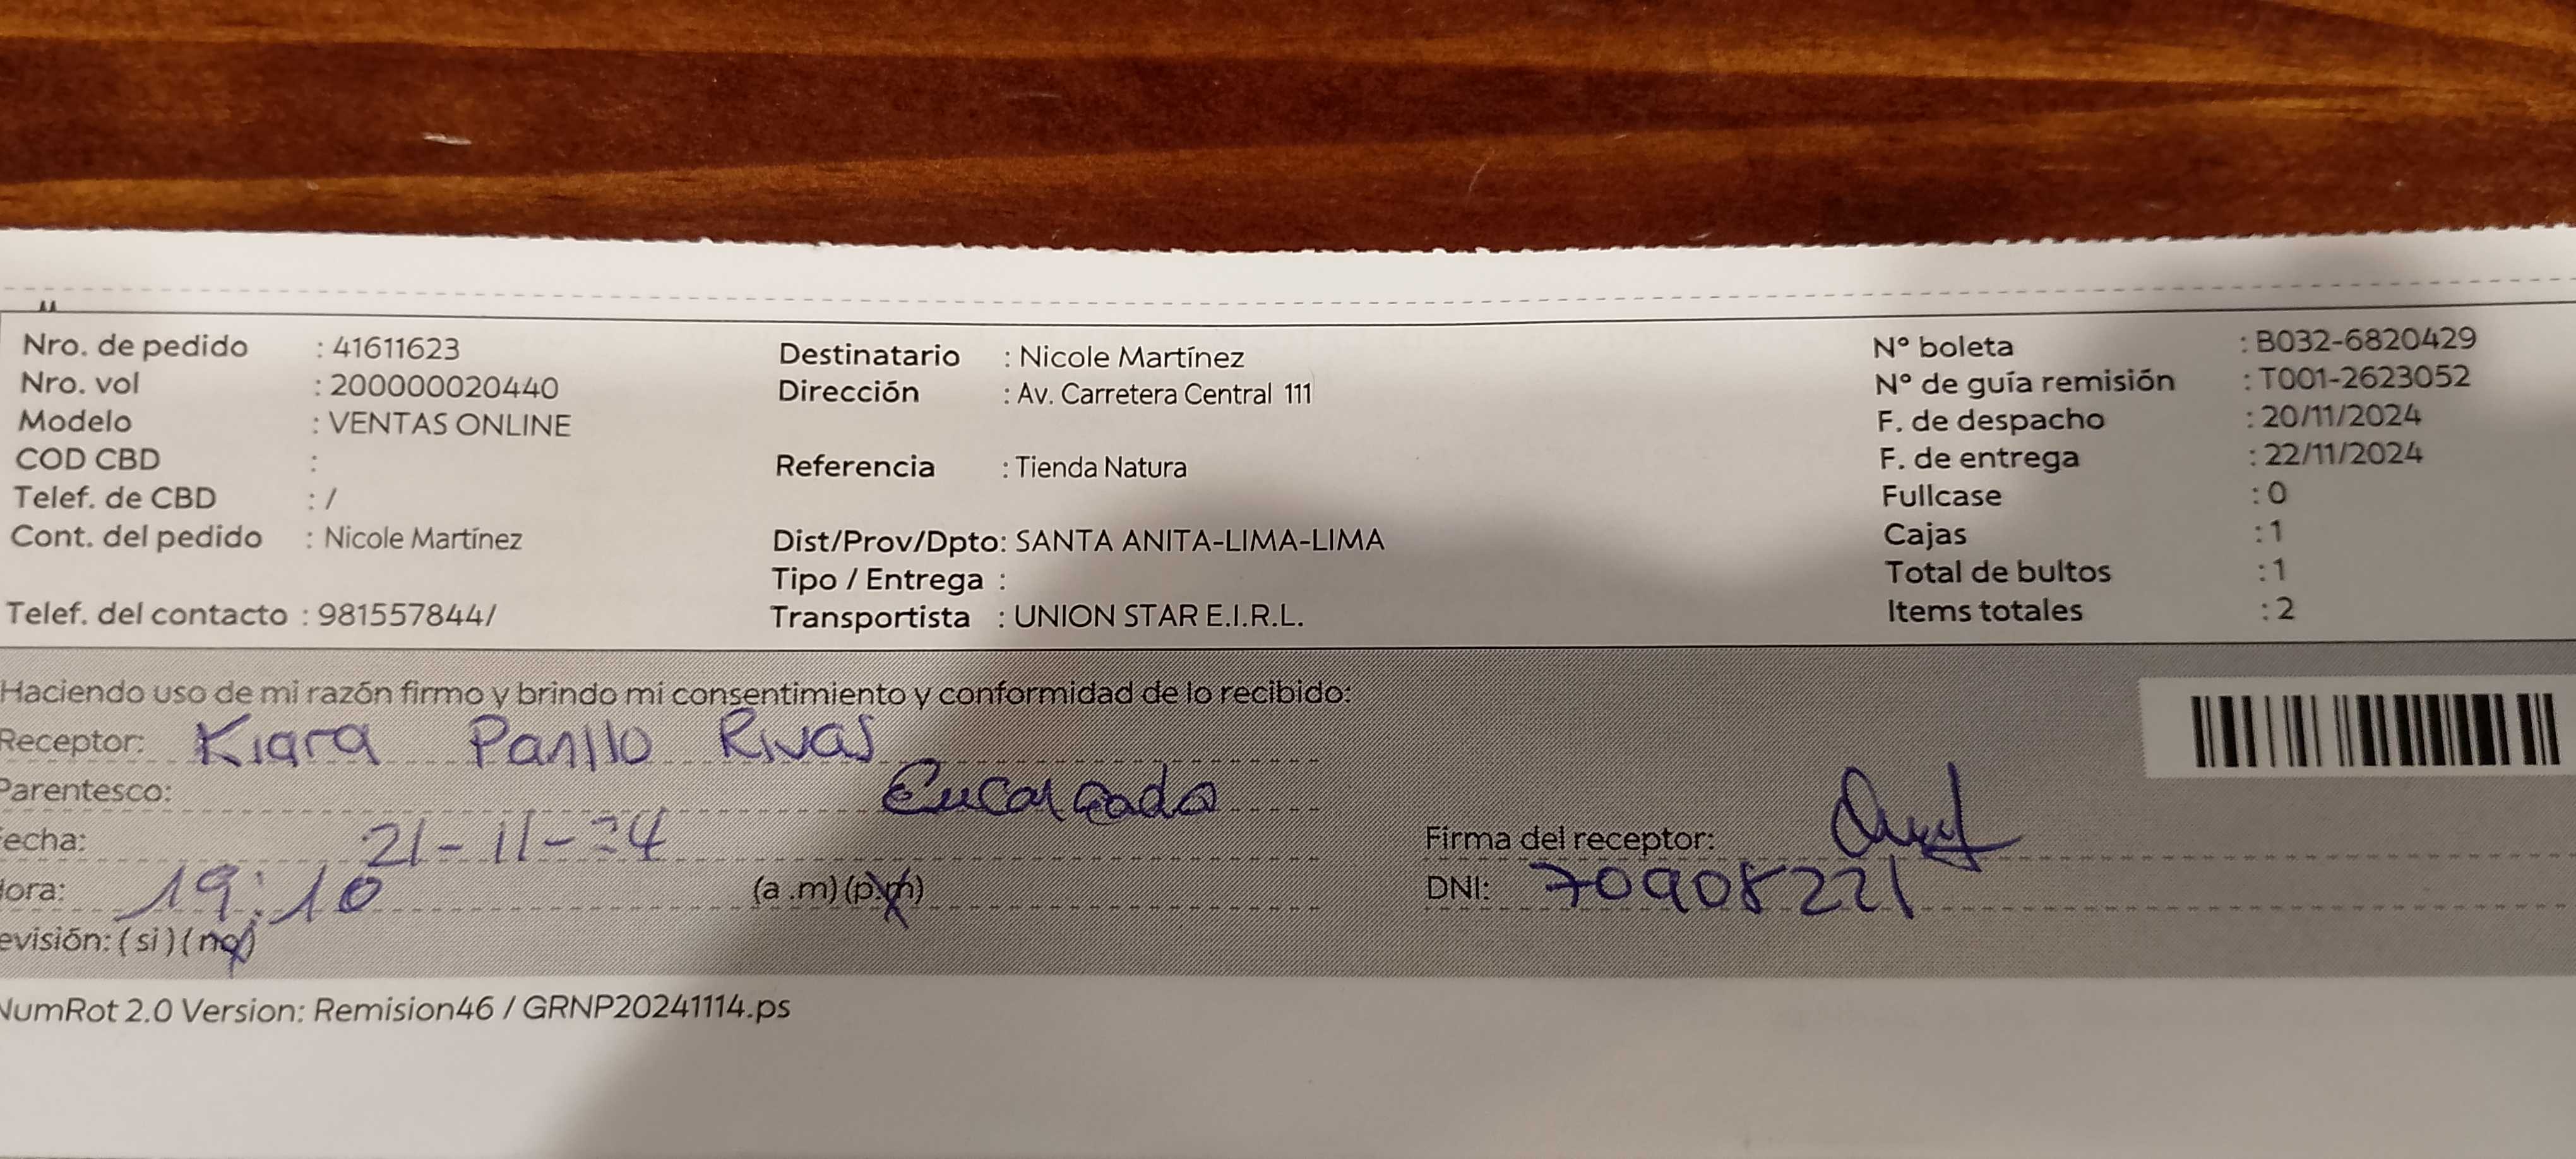 Nro. de pedido : 41611623
Nro. vol : 200000020440
Modelo : VENTAS ONLINE
COD CBD :
Telef. de CBD : /
Cont. del pedido : Nicole Martínez
Telef. del contacto : 981557844/
Destinatario : Nicole Martínez
Dirección : Av. Carretera Central 111
Referencia : Tienda Natura
Dist/Prov/Dpto: SANTA ANITA-LIMA-LIMA
Tipo / Entrega :
Transportista : UNION STAR E.I.R.L.
N° boleta : B032-6820429
N° de guía remisión : T001-2623052
F. de despacho : 20/11/2024
F. de entrega : 22/11/2024
Fullcase : 0
Cajas : 1
Total de bultos : 1
Items totales : 2
Haciendo uso de mi razón firmo y brindo mi consentimiento y conformidad de lo recibido:
Receptor: Kiara Panllo Rivas
Parentesco: Encargado
echa: 21-11-24
ora: 19:10 (a .m) (p.m)
evisión: ( si ) ( no )
Firma del receptor:
DNI: 70908221
NumRot 2.0 Version: Remision46 / GRNP20241114.ps